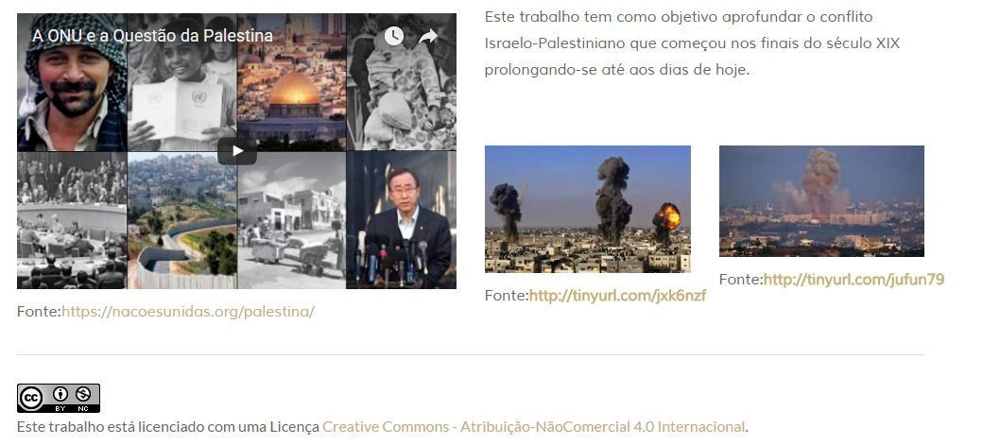 A ONU e a Questão da Palestina
Fonte:https://nacoesunidas.org/palestina/
Este trabalho tem como objetivo aprofundar o conflito
Israelo-Palestiniano que começou nos finais do século XIX
prolongando-se até aos dias de hoje.
Fonte:http://tinyurl.com/jxk6nzf
Fonte:http://tinyurl.com/jufun79
cc
BY NC
Este trabalho está licenciado com uma Licença Creative Commons - Atribuição-NãoComercial 4.0 Internacional.